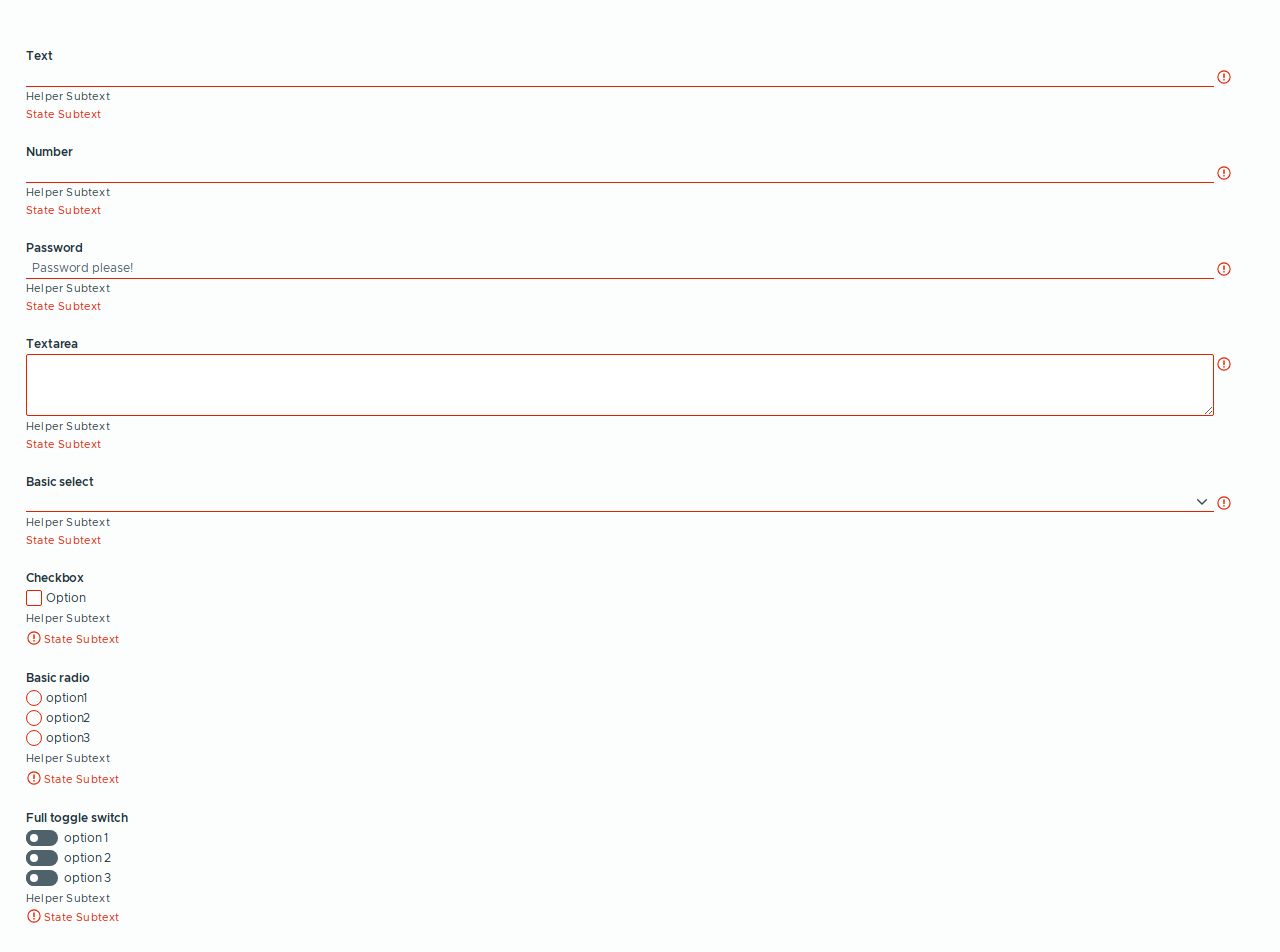 Text
Helper Subtext
State Subtext
Number
Helper Subtext
State Subtext
Password
Password please!
Helper Subtext
State Subtext
Textarea
Helper Subtext
State Subtext
Basic select
Helper Subtext
State Subtext
Checkbox
Option
Helper Subtext
State Subtext
Basic radio
option1
option2
option3
Helper Subtext
State Subtext
Full toggle switch
option 1
option 2
option 3
Helper Subtext
State Subtext